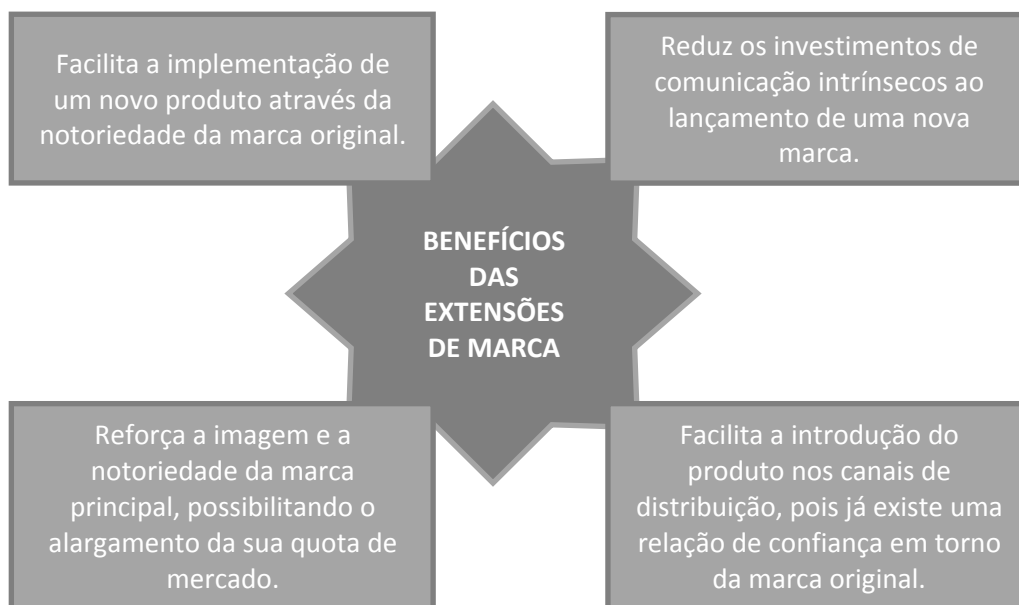 Facilita a implementação de
um novo produto através da
notoriedade da marca original.
Reduz os investimentos de
comunicação intrínsecos ao
lançamento de uma nova
marca.
BENEFÍCIOS
DAS
EXTENSÕES
DE MARCA
Reforça a imagem e a
notoriedade da marca
principal, possibilitando o
alargamento da sua quota de
mercado.
Facilita a introdução do
produto nos canais de
distribuição, pois já existe uma
relação de confiança em torno
da marca original.